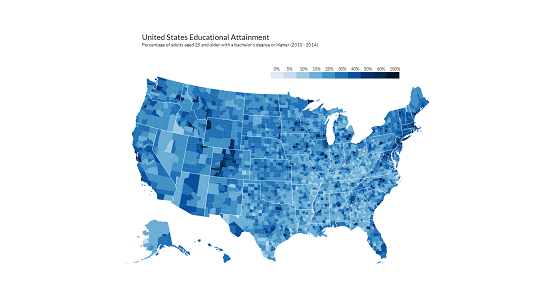 United States Educational Attainment
Percentage of adults aged 25 and older with a bachelor's degree or higher (2010-2014)
0% 5% 10% 15% 20% 30% 40% 50% 60% 100%